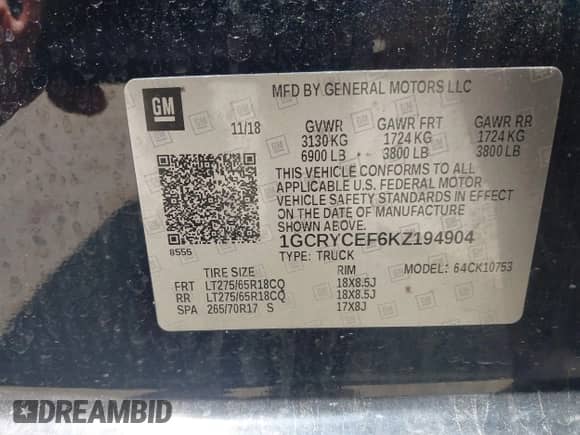 GM
MFD BY GENERAL MOTORS LLC
11/18 GVWR GAWR FRT GAWR RR
3130 KG 1724 KG 1724 KG
6900 LB 3800 LB 3800 LB
THIS VEHICLE CONFORMS TO ALL
APPLICABLE U.S. FEDERAL MOTOR
VEHICLE SAFETY STANDARDS IN EFFECT
ON THE DATE OF MANUFACTURE
SHOWN ABOVE.
8555 1GCRYCEF6KZ194904
TYPE: TRUCK MODEL: 64CK10753
TIRE SIZE RIM
FRT LT275/65R18CQ 18X8.5J
RR LT275/65R18CQ 18X8.5J
SPA 265/70R17 S 17X8J
DREAMBID